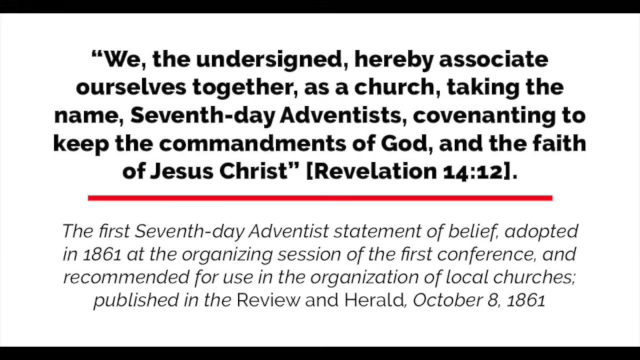 “We, the undersigned, hereby associate
ourselves together, as a church, taking the
name, Seventh-day Adventists, covenanting to
keep the commandments of God, and the faith
of Jesus Christ” [Revelation 14:12].
The first Seventh-day Adventist statement of belief, adopted
in 1861 at the organizing session of the first conference, and
recommended for use in the organization of local churches;
published in the Review and Herald, October 8, 1861